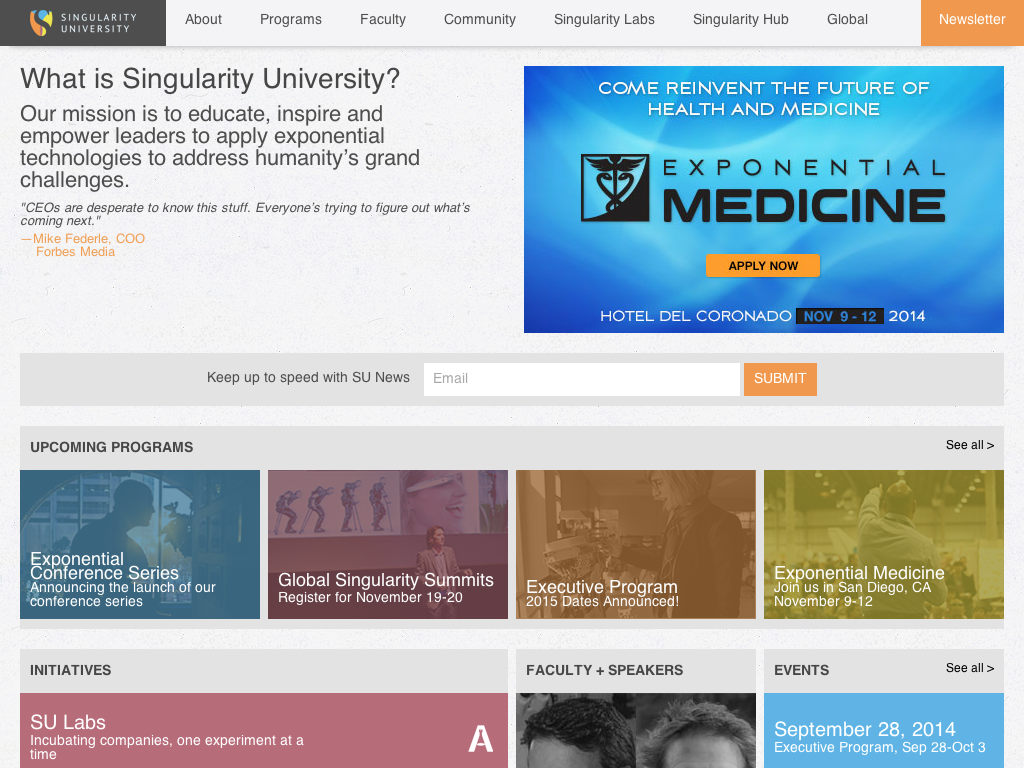 SINGULARITY
UNIVERSITY
About
Programs
Faculty
Community
Singularity Labs
Singularity Hub
Global
Newsletter
What is Singularity University?
Our mission is to educate, inspire and
empower leaders to apply exponential
technologies to address humanity’s grand
challenges.
"CEOs are desperate to know this stuff. Everyone’s trying to figure out what’s
coming next."
—Mike Federle, COO
Forbes Media
COME REINVENT THE FUTURE OF
HEALTH AND MEDICINE
EXPONENTIAL
MEDICINE
APPLY NOW
HOTEL DEL CORONADO NOV 9-12 2014
Keep up to speed with SU News
Email
SUBMIT
UPCOMING PROGRAMS
See all >
Exponential
Conference Series
Announcing the launch of our
conference series
Global Singularity Summits
Register for November 19-20
Executive Program
2015 Dates Announced!
Exponential Medicine
Join us in San Diego, CA
November 9-12
INITIATIVES
SU Labs
Incubating companies, one experiment at a
time
A
FACULTY + SPEAKERS
EVENTS
See all >
September 28, 2014
Executive Program, Sep 28-Oct 3